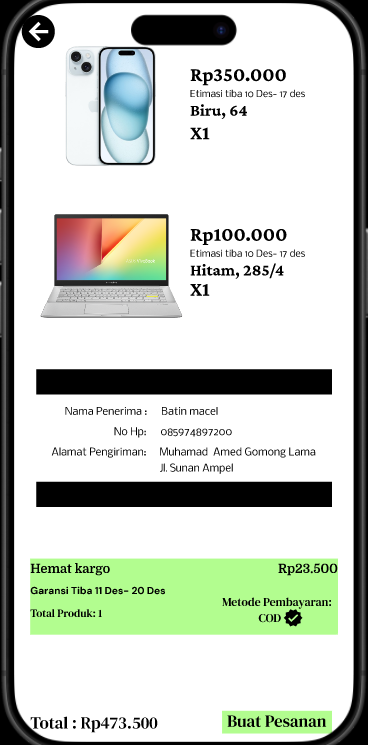 Rp350.000
Etimasi tiba 10 Des- 17 des
Biru, 64
X1
Rp100.000
Etimasi tiba 10 Des- 17 des
Hitam, 285/4
X1
Nama Penerima : Batin macel
No Hp: 085974897200
Alamat Pengiriman: Muhamad Amed Gomong Lama
Jl. Sunan Ampel
Hemat kargo Rp23.500
Garansi Tiba 11 Des- 20 Des
Total Produk: 1
Metode Pembayaran:
COD
Total : Rp473.500
Buat Pesanan